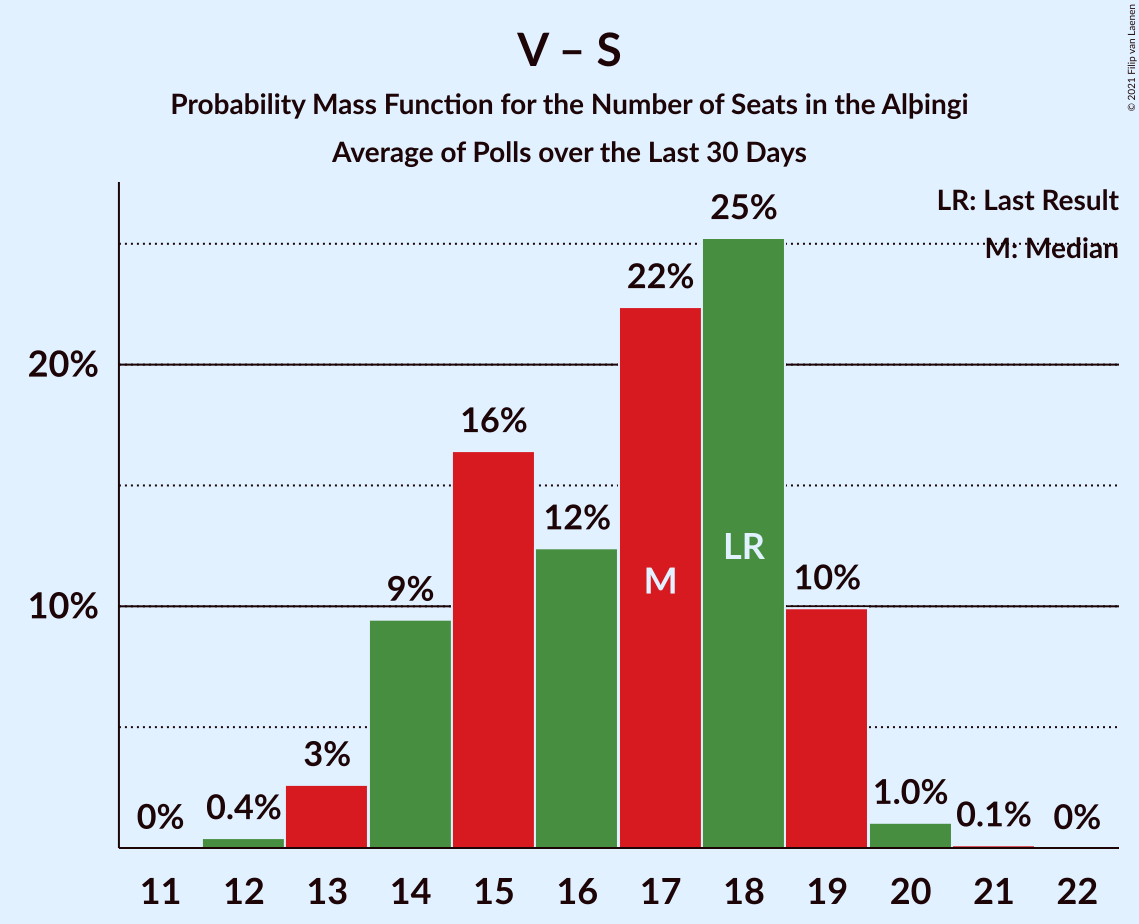 V – S
Probability Mass Function for the Number of Seats in the Alþingi
Average of Polls over the Last 30 Days
© 2021 Filip van Laenen
LR: Last Result
M: Median
25%
22%
20%
16%
12%
LR
M
10%
9%
10%
3%
0%
0.4%
1.0%
0.1%
0%
11 12 13 14 15 16 17 18 19 20 21 22